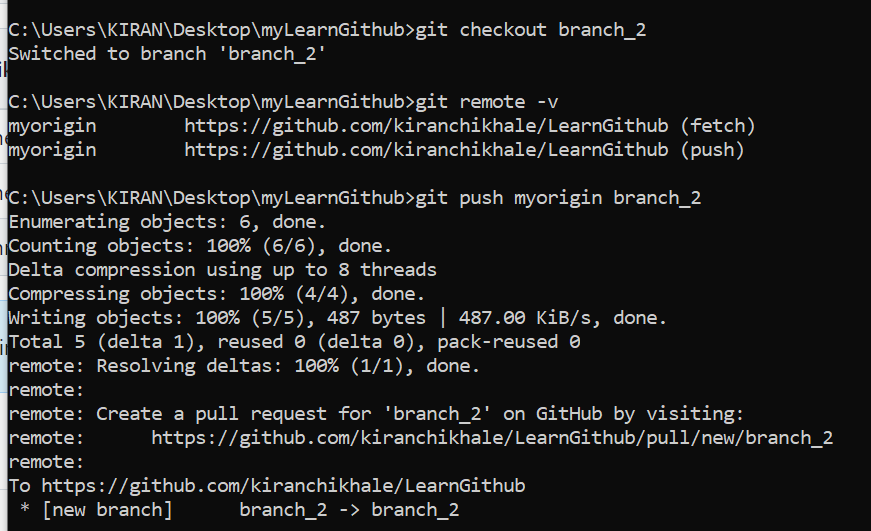 C:\Users\KIRAN\Desktop\myLearnGithub>git checkout branch_2
Switched to branch 'branch_2'
C:\Users\KIRAN\Desktop\myLearnGithub>git remote -v
myorigin        https://github.com/kiranchikhale/LearnGithub (fetch)
myorigin        https://github.com/kiranchikhale/LearnGithub (push)
C:\Users\KIRAN\Desktop\myLearnGithub>git push myorigin branch_2
Enumerating objects: 6, done.
Counting objects: 100% (6/6), done.
Delta compression using up to 8 threads
Compressing objects: 100% (4/4), done.
Writing objects: 100% (5/5), 487 bytes | 487.00 KiB/s, done.
Total 5 (delta 1), reused 0 (delta 0), pack-reused 0
remote: Resolving deltas: 100% (1/1), done.
remote:
remote: Create a pull request for 'branch_2' on GitHub by visiting:
remote:      https://github.com/kiranchikhale/LearnGithub/pull/new/branch_2
remote:
To https://github.com/kiranchikhale/LearnGithub
 * [new branch]      branch_2 -> branch_2